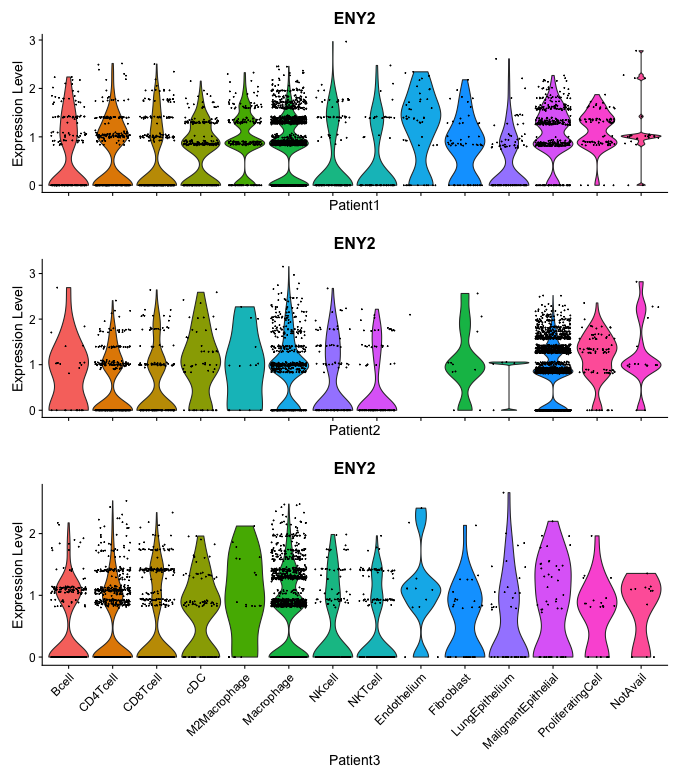 ENY2
3
2
1
0
Expression Level
Patient1
ENY2
3
2
1
0
Expression Level
Patient2
ENY2
2
1
0
Expression Level
Bcell
CD4Tcell
CD8Tcell
cDC
M2Macrophage
Macrophage
NKcell
NKTcell
Endothelium
Fibroblast
LungEpithelium
MalignantEpithelial
ProliferatingCell
NotAvail
Patient3